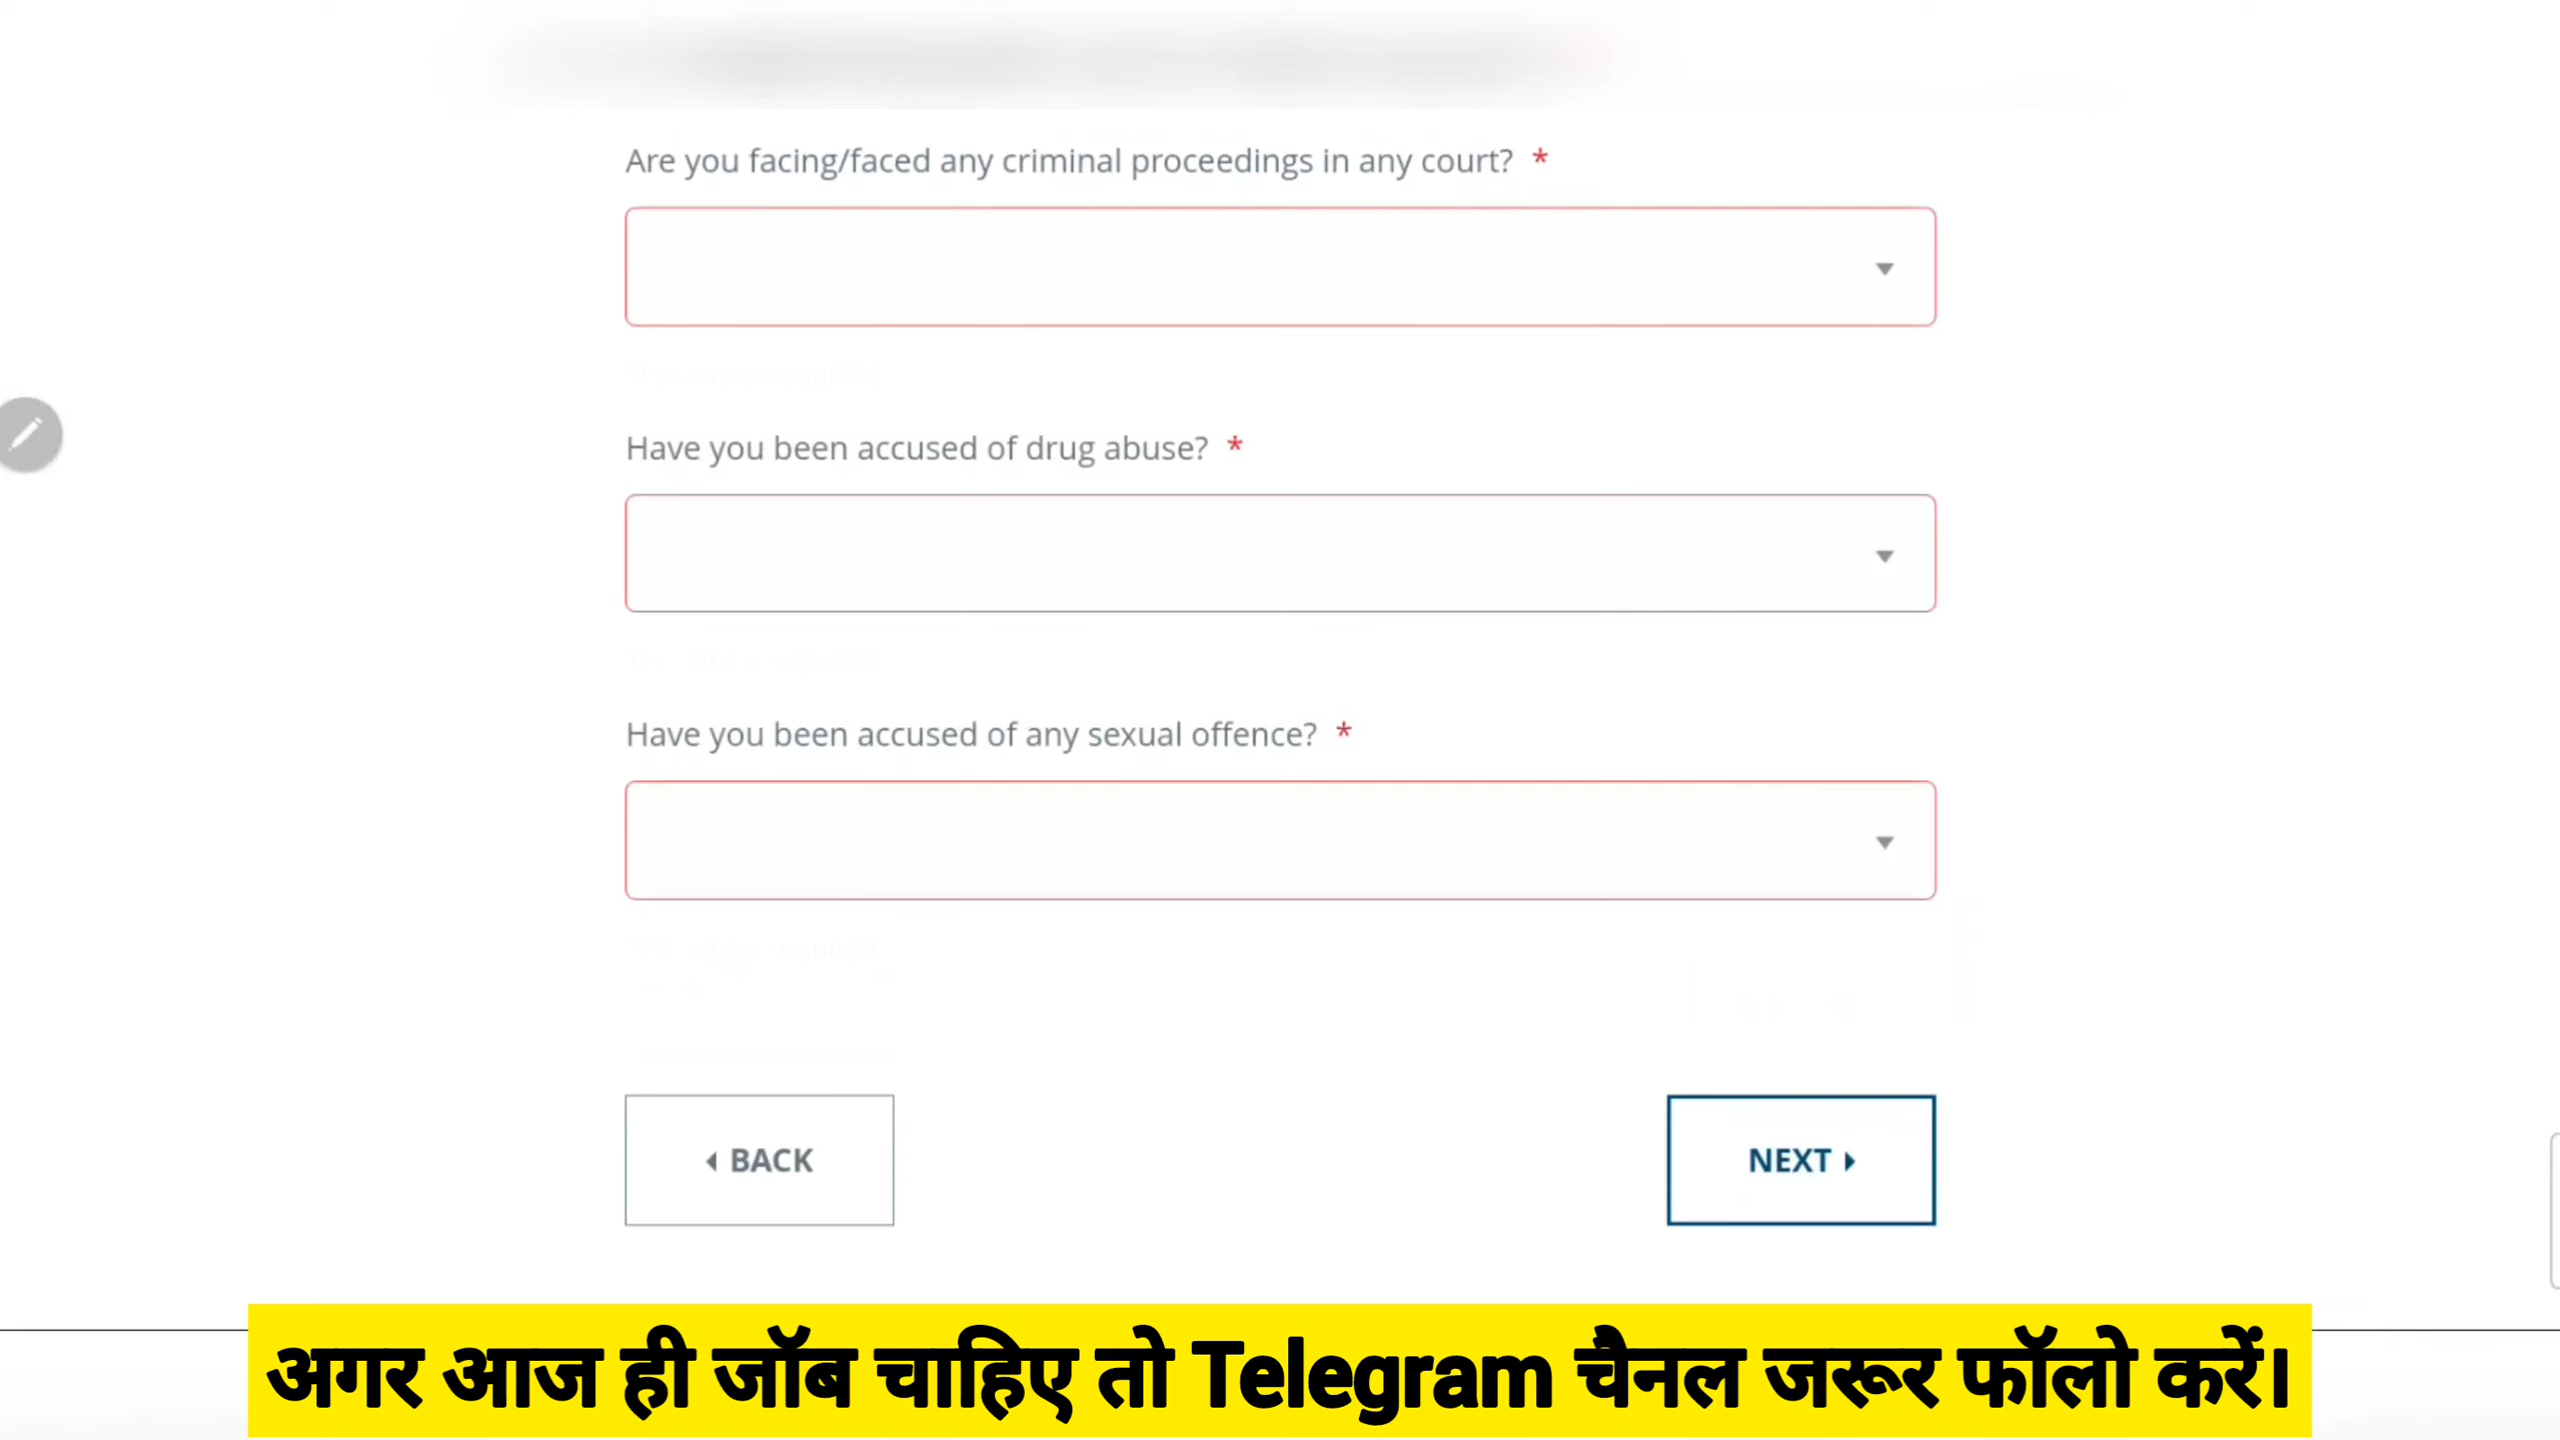 Are you facing/faced any criminal proceedings in any court? *
Have you been accused of drug abuse? *
Have you been accused of any sexual offence? *
BACK
NEXT
अगर आज ही जॉब चाहिए तो Telegram चैनल जरूर फॉलो करें।